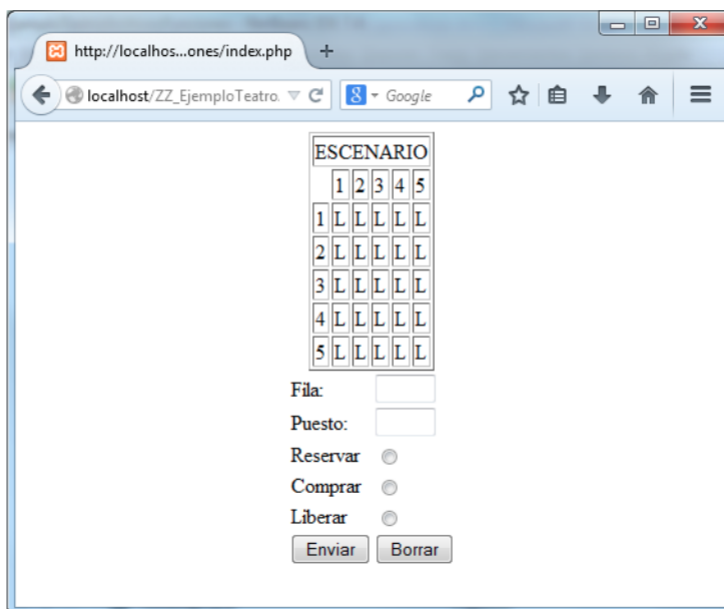 http://localhos...ones/index.php
localhost/ZZ_EjemploTeatro.
Google
ESCENARIO
1 2 3 4 5
1 L L L L L
2 L L L L L
3 L L L L L
4 L L L L L
5 L L L L L
Fila:
Puesto:
Reservar
Comprar
Liberar
Enviar Borrar